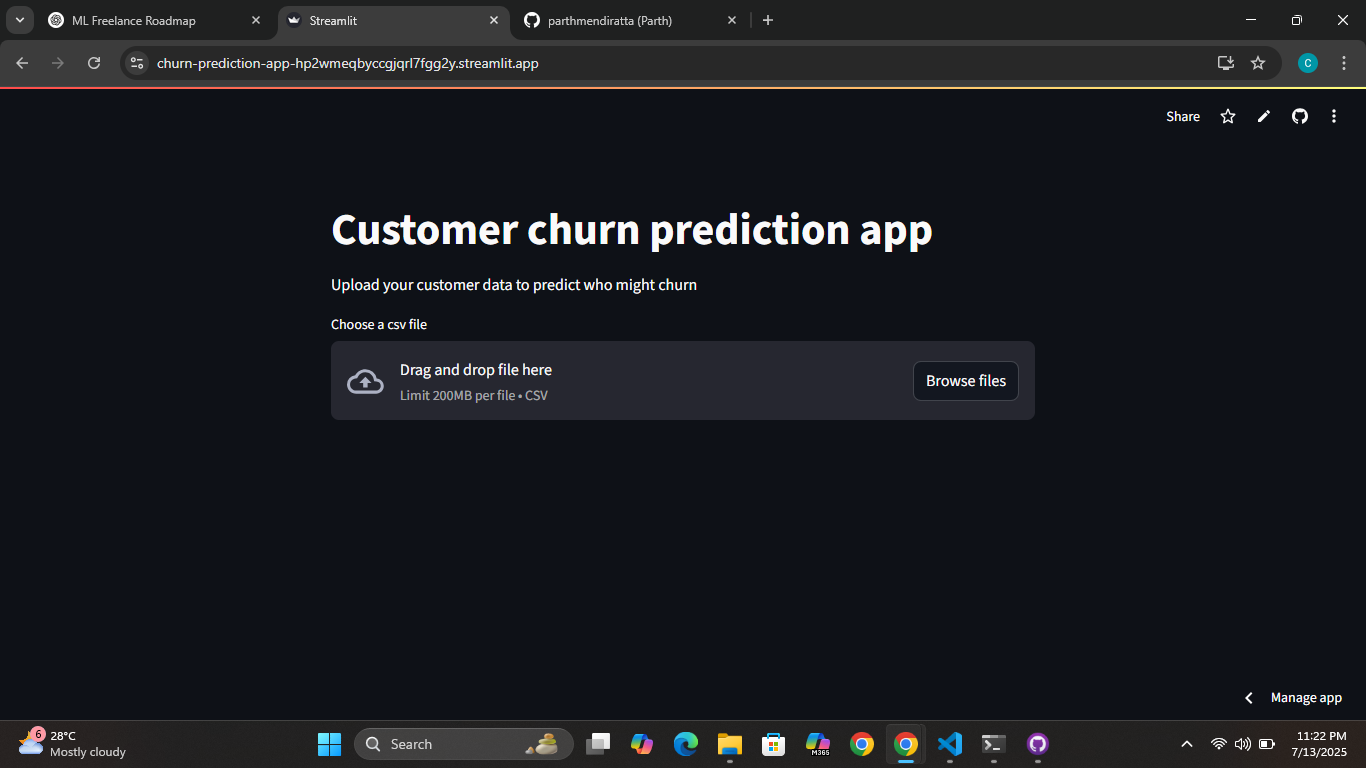 ML Freelance Roadmap
Streamlit
parthmendiratta (Parth)
churn-prediction-app-hp2wmeqbyccgjqrl7fgg2y.streamlit.app
C
Share
Customer churn prediction app
Upload your customer data to predict who might churn
Choose a csv file
Drag and drop file here
Limit 200MB per file • CSV
Browse files
Manage app
6
28°C
Mostly cloudy
Search
M365
11:22 PM
7/13/2025